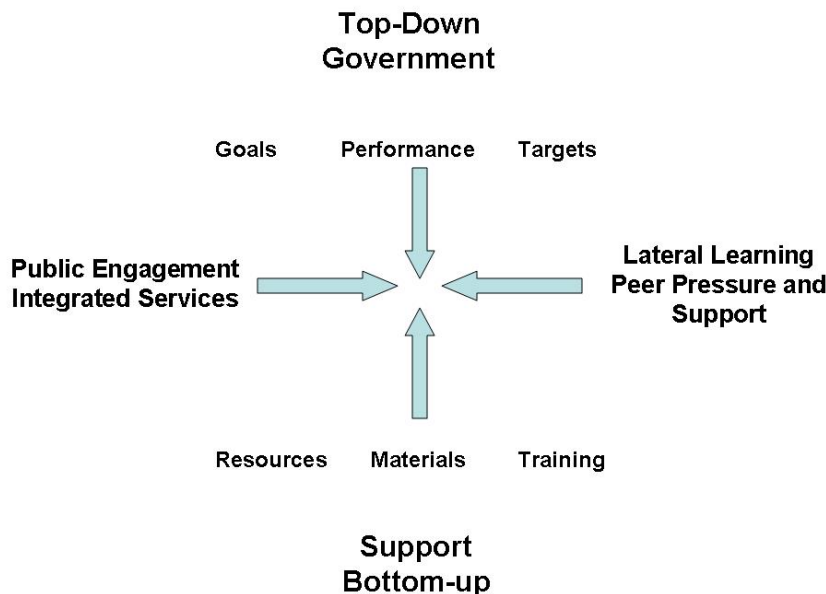 Top-Down
Government
Goals Performance Targets
Public Engagement
Integrated Services
Lateral Learning
Peer Pressure and
Support
Resources Materials Training
Support
Bottom-up